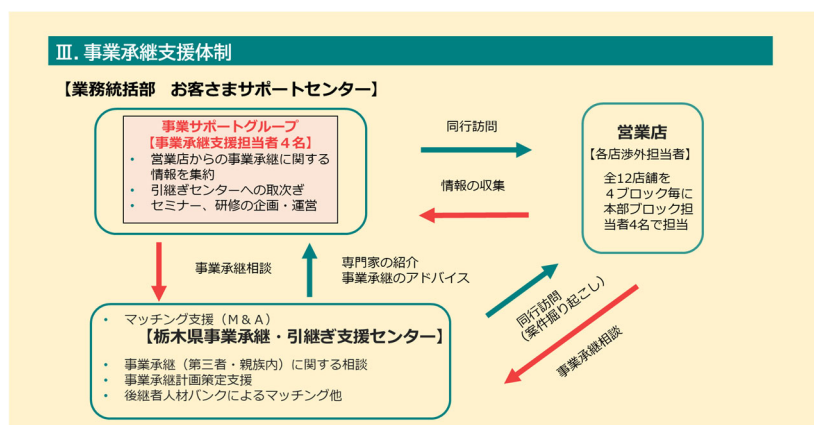 Ⅲ. 事業承継支援体制
【業務統括部　お客さまサポートセンター】
事業サポートグループ
【事業承継支援担当者４名】
・ 営業店からの事業承継に関する
情報を集約
・ 引継ぎセンターへの取次ぎ
・ セミナー、研修の企画・運営
同行訪問
情報の収集
営業店
【各店渉外担当者】
全12店舗を
４ブロック毎に
本部ブロック担
当者4名で担当
事業承継相談
専門家の紹介
事業承継のアドバイス
同行訪問
（案件掘り起こし）
事業承継相談
・ マッチング支援（M＆A）
【栃木県事業承継・引継ぎ支援センター】
・ 事業承継（第三者・親族内）に関する相談
・ 事業承継計画策定支援
・ 後継者人材バンクによるマッチング他